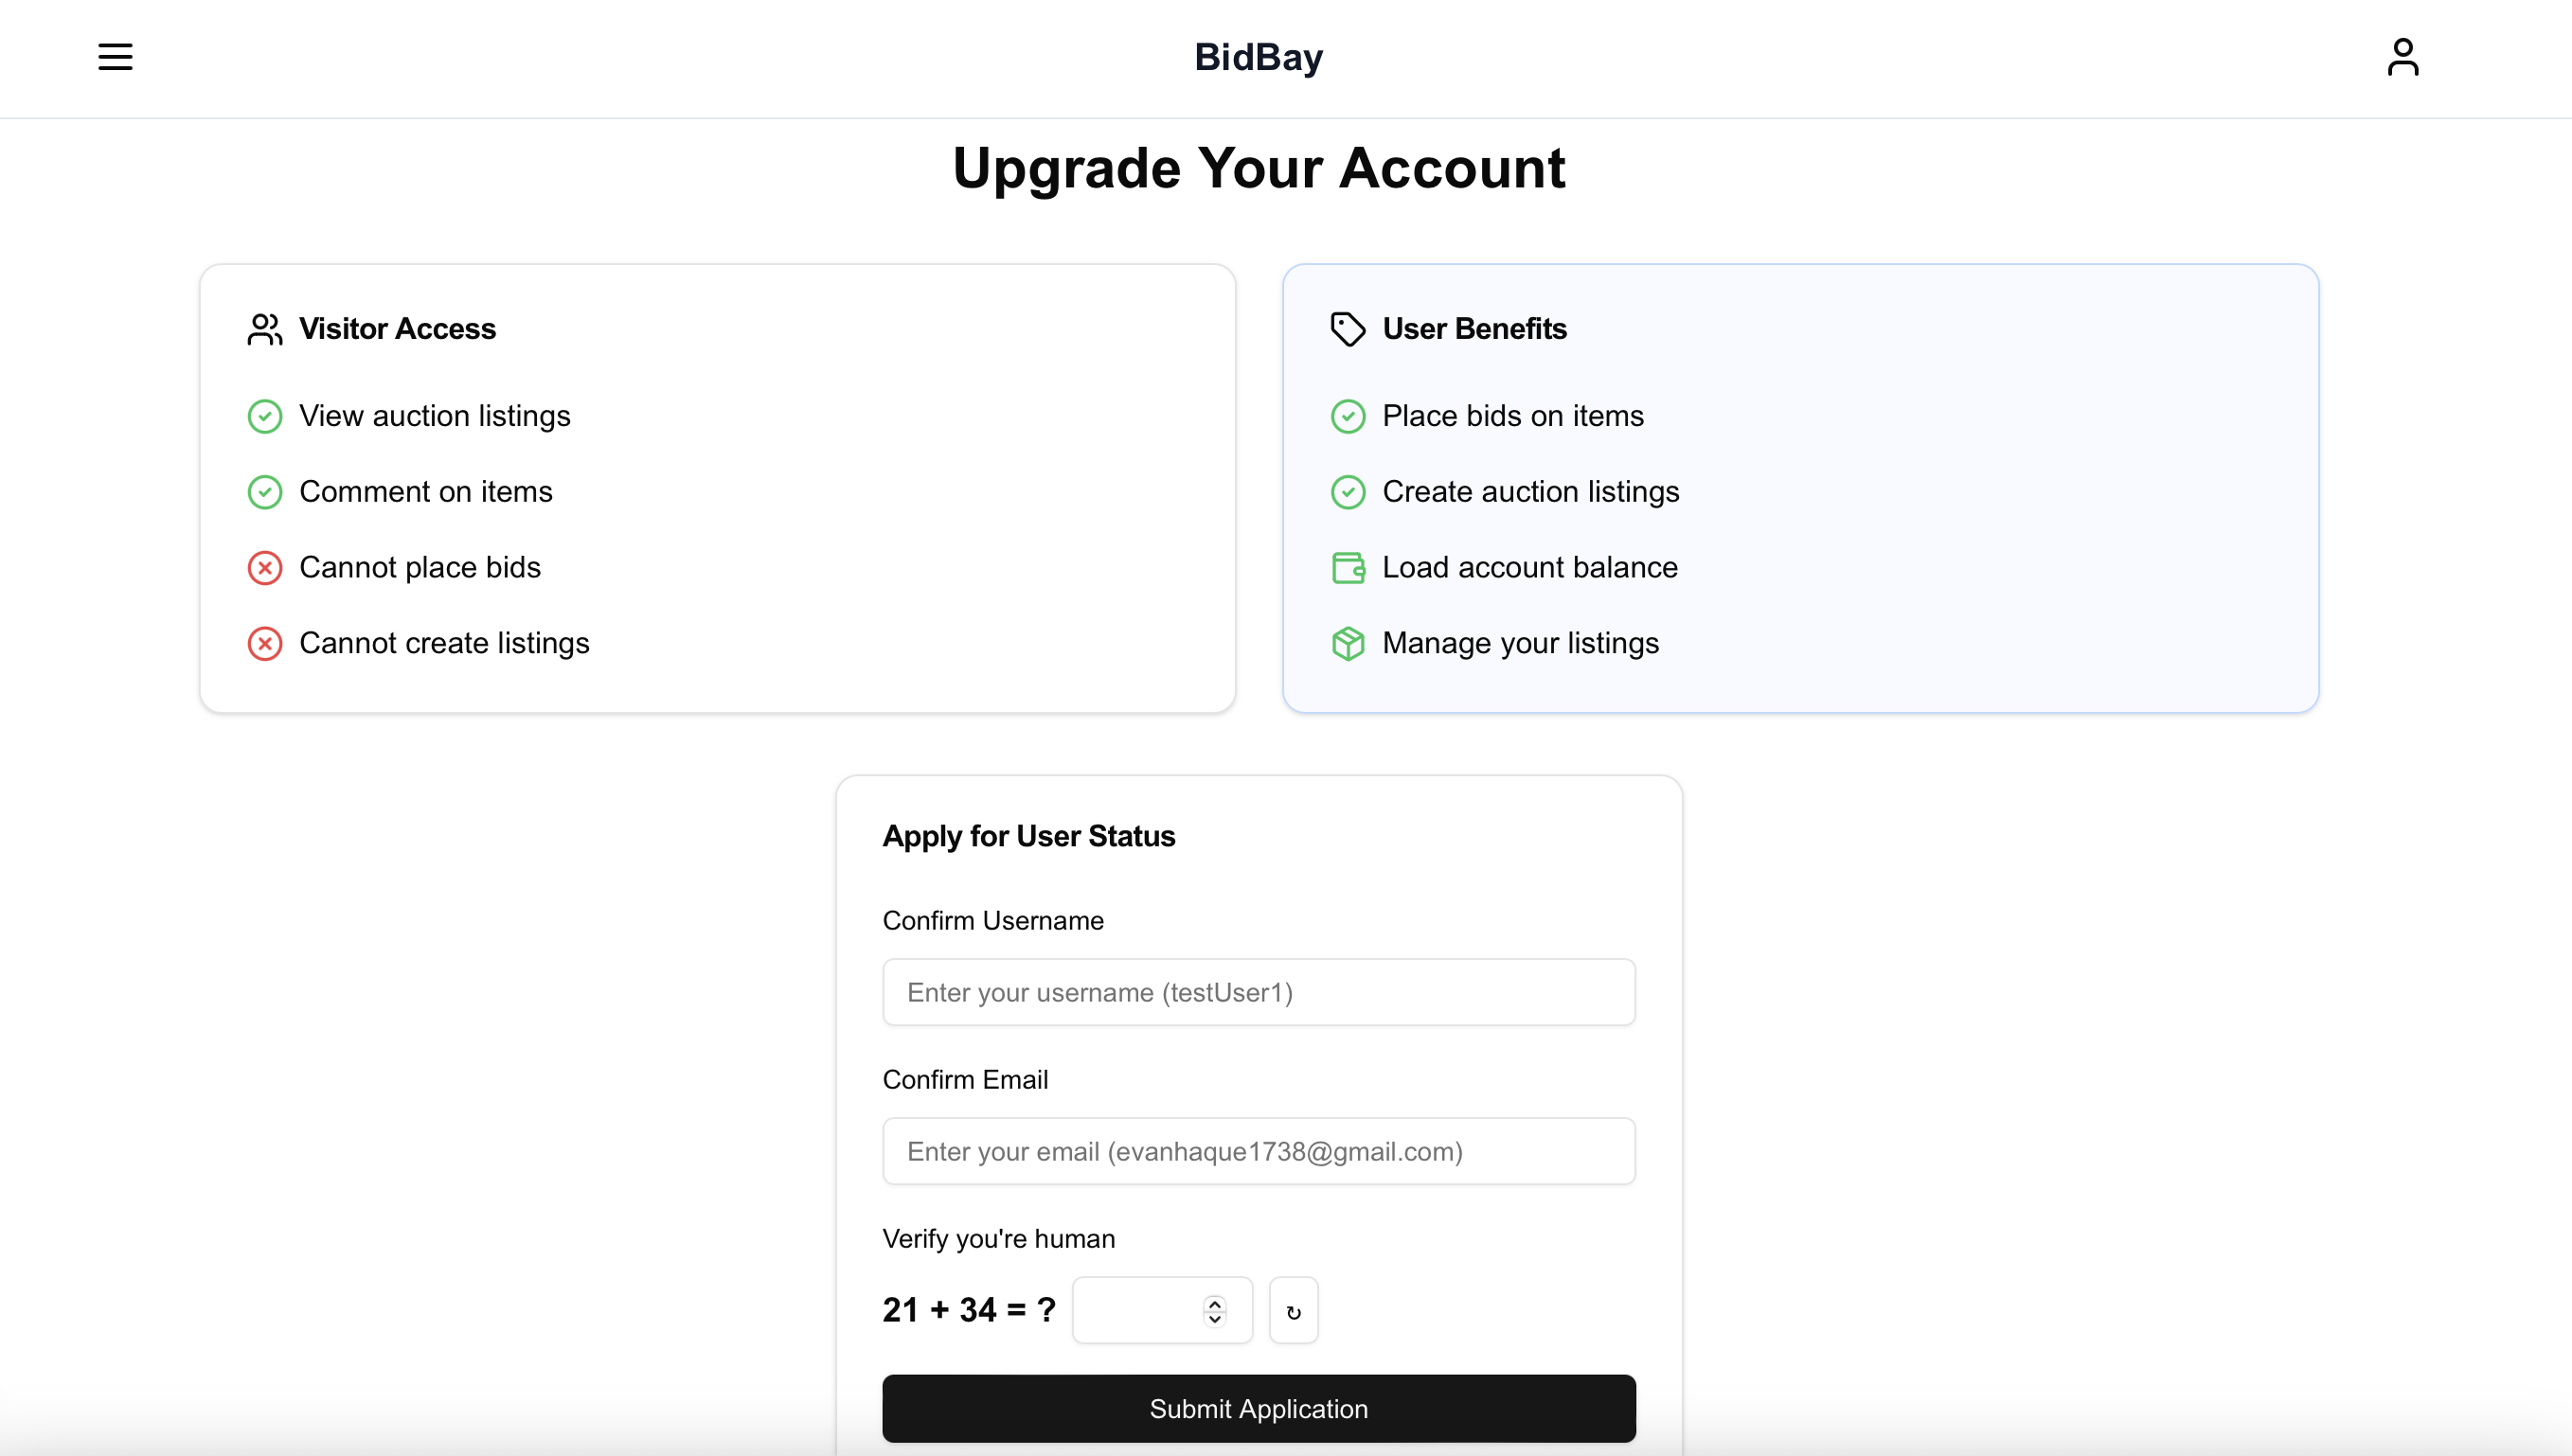 BidBay
Upgrade Your Account
Visitor Access
View auction listings
Comment on items
Cannot place bids
Cannot create listings
User Benefits
Place bids on items
Create auction listings
Load account balance
Manage your listings
Apply for User Status
Confirm Username
Enter your username (testUser1)
Confirm Email
Enter your email (evanhaque1738@gmail.com)
Verify you're human
21 + 34 = ?
↻
Submit Application